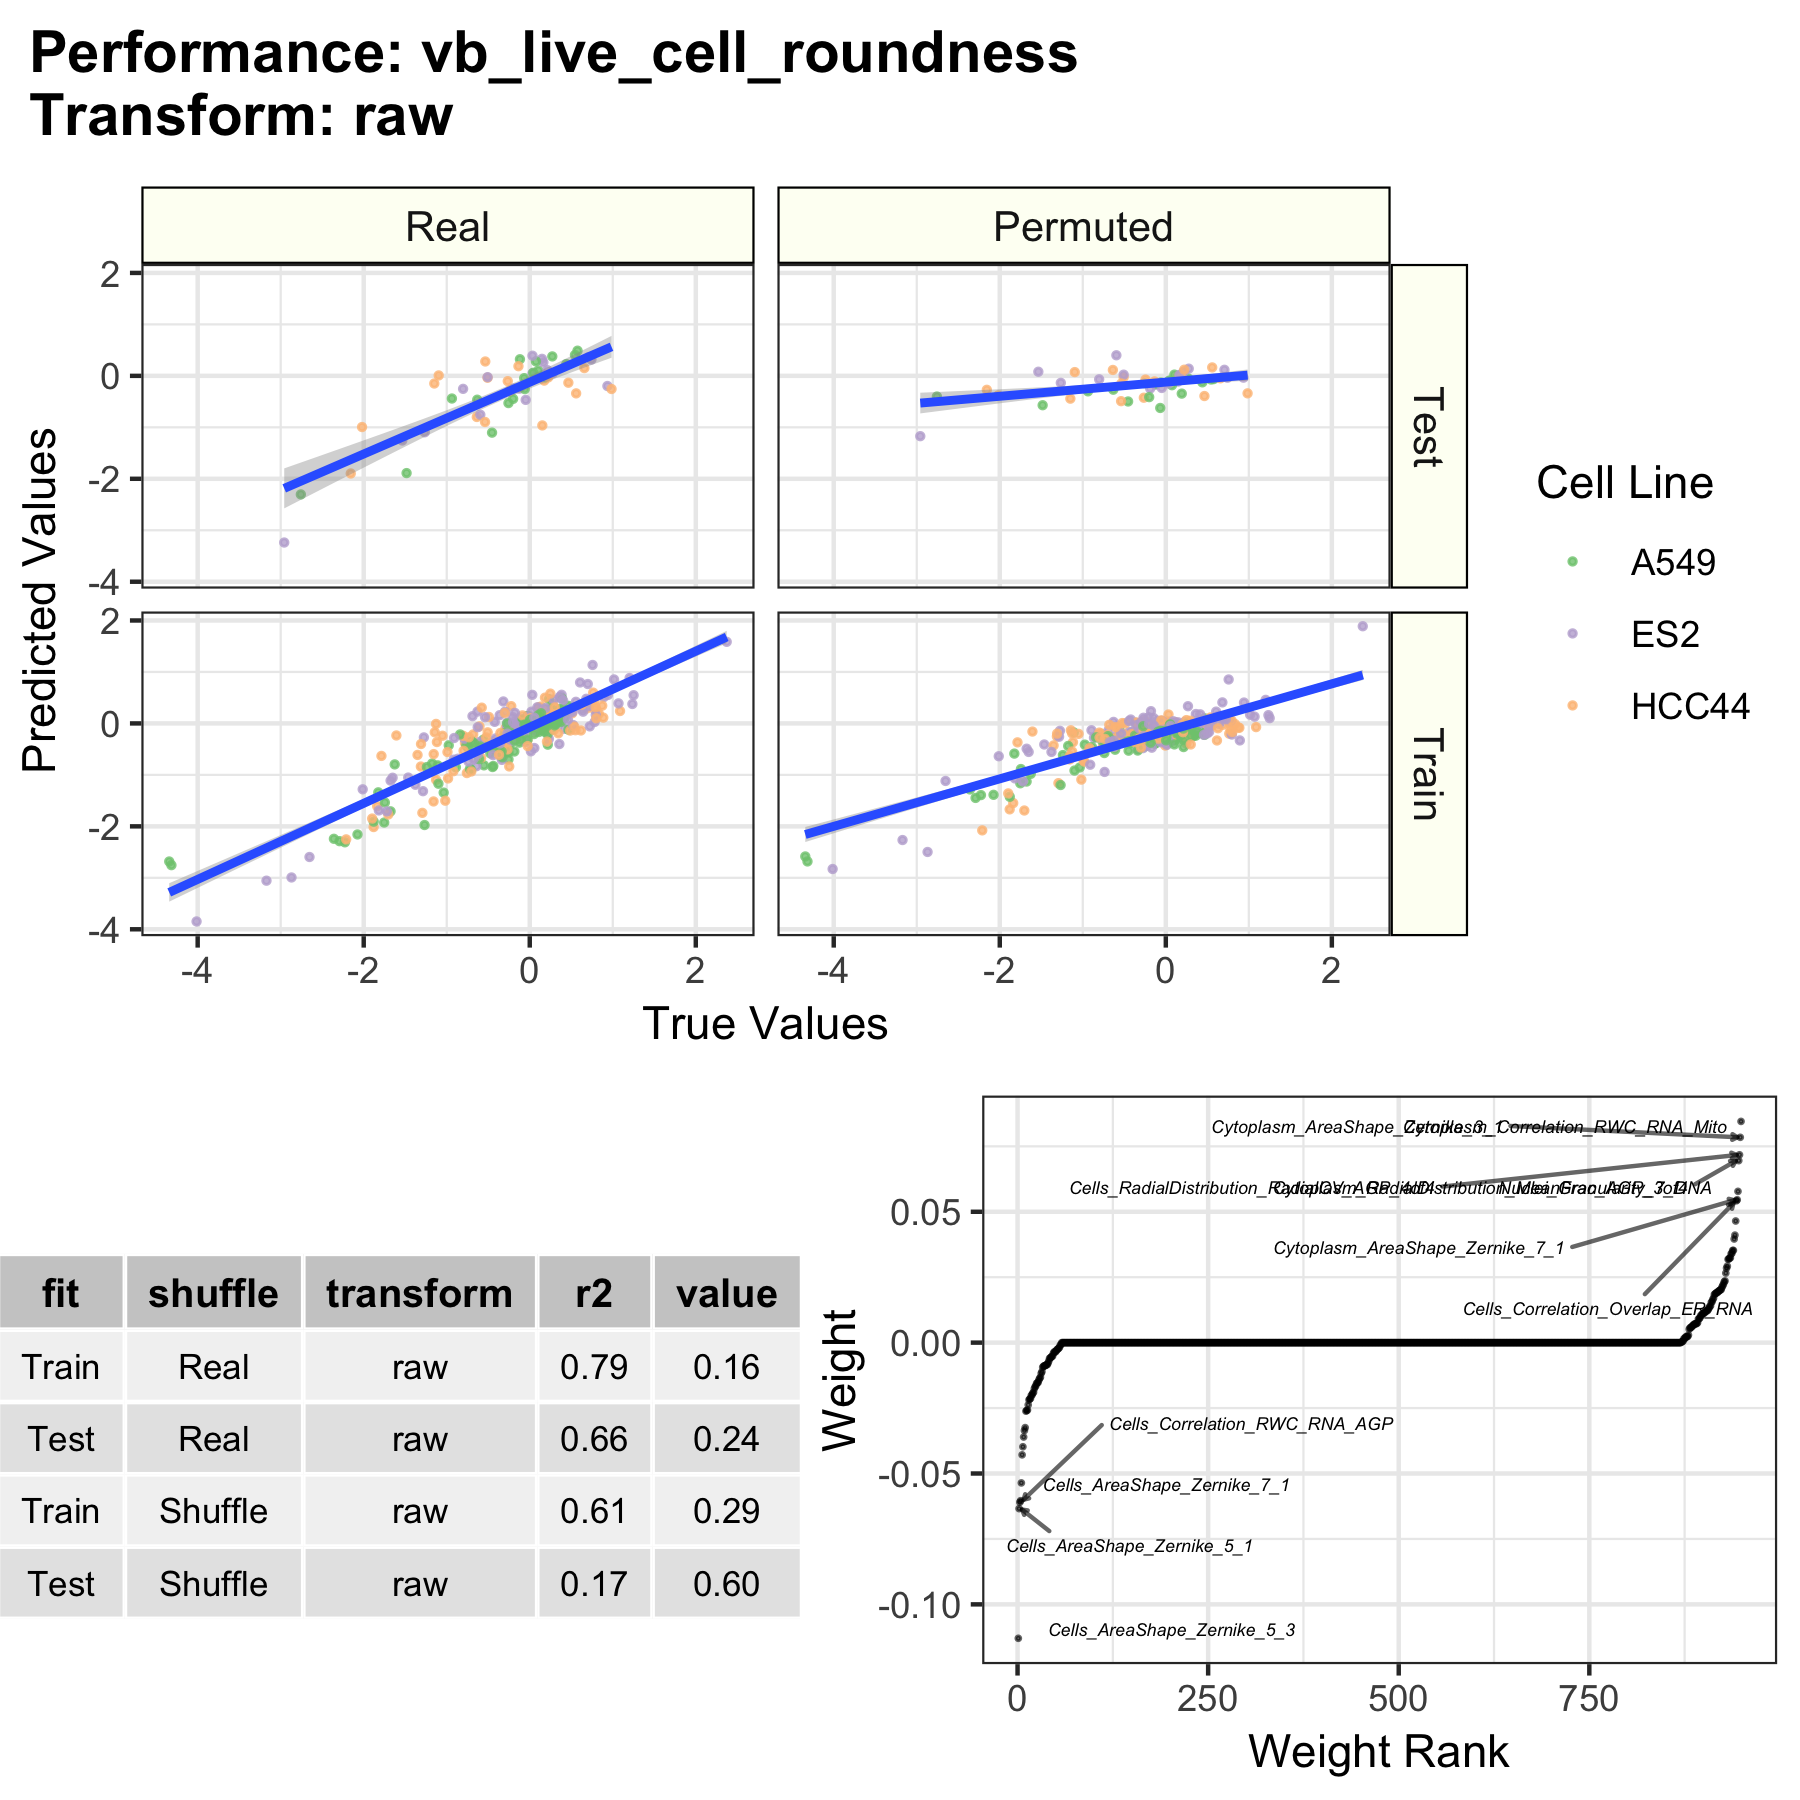 Performance: vb_live_cell_roundness
Transform: raw
Real
Permuted
Predicted Values
2
0
-2
-4
Test
2
0
-2
-4
Train
-4
-2
0
2
-4
-2
0
2
True Values
Cell Line
A549
ES2
HCC44
fit shuffle transform r2 value
Train Real raw 0.79 0.16
Test Real raw 0.66 0.24
Train Shuffle raw 0.61 0.29
Test Shuffle raw 0.17 0.60
Weight
0.05
0.00
-0.05
-0.10
Cytoplasm_AreaShape_Zernike_3_1
Cytoplasm_Correlation_RWC_RNA_Mito
Cells_RadialDistribution_RadialCV_AGP_4of4
Cytoplasm_RadialDistribution_MeanFrac_AGP_3of4
Cytoplasm_AreaShape_Zernike_7_1
Cells_Correlation_Overlap_ER_RNA
Cells_Correlation_RWC_RNA_AGP
Cells_AreaShape_Zernike_7_1
Cells_AreaShape_Zernike_5_1
Cells_AreaShape_Zernike_5_3
0
250
500
750
Weight Rank